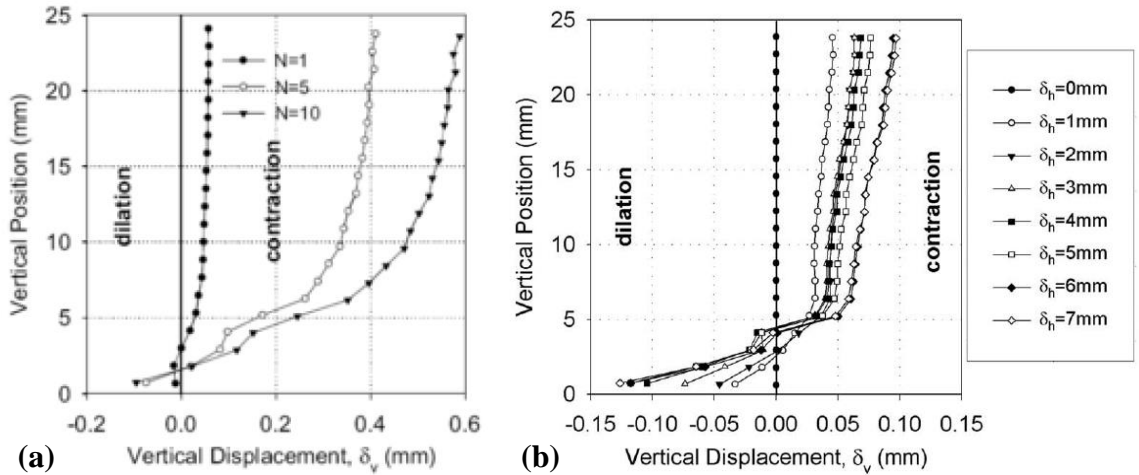 25
20
15
10
5
0
Vertical Position (mm)
N=1
N=5
N=10
dilation
contraction
-0.2 0.0 0.2 0.4 0.6
(a) Vertical Displacement, δv (mm)
25
20
15
10
5
0
Vertical Position (mm)
dilation
contraction
-0.15 -0.10 -0.05 0.00 0.05 0.10 0.15
(b) Vertical Displacement, δv (mm)
δh=0mm
δh=1mm
δh=2mm
δh=3mm
δh=4mm
δh=5mm
δh=6mm
δh=7mm